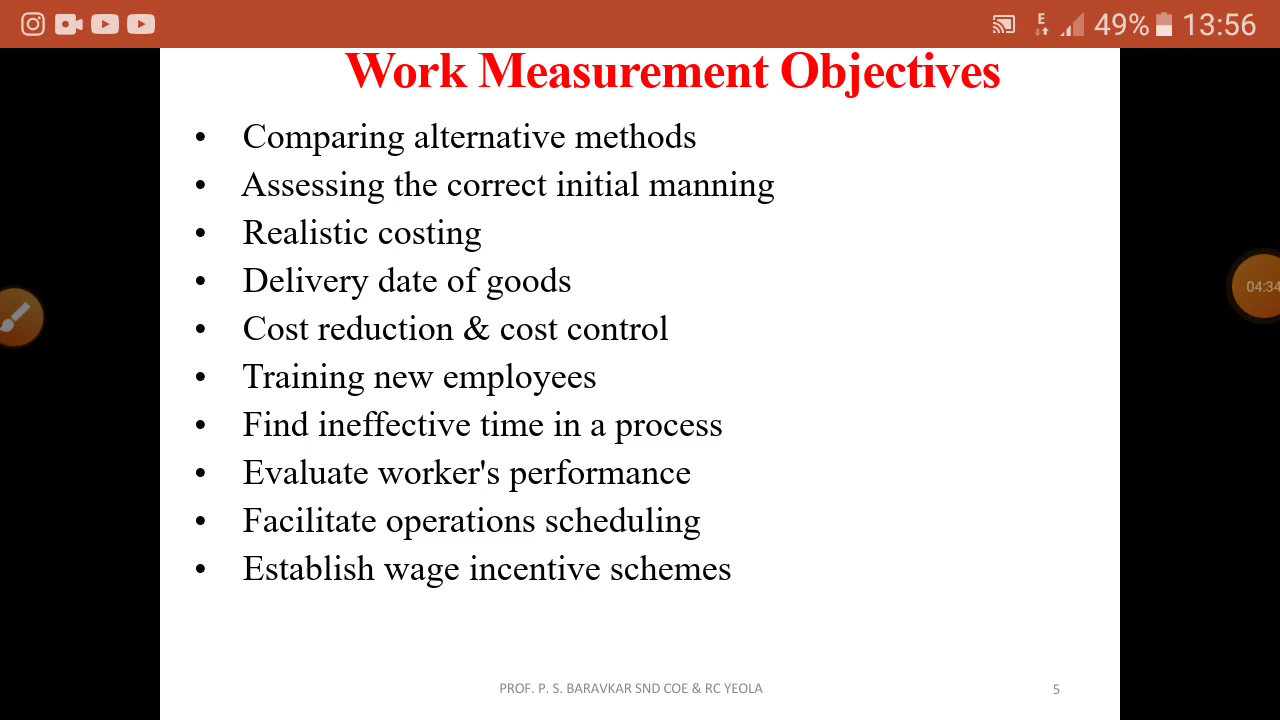 E 49% 13:56
Work Measurement Objectives
• Comparing alternative methods
• Assessing the correct initial manning
• Realistic costing
• Delivery date of goods
04:34
• Cost reduction & cost control
• Training new employees
• Find ineffective time in a process
• Evaluate worker's performance
• Facilitate operations scheduling
• Establish wage incentive schemes
PROF. P. S. BARAVKAR SND COE & RC YEOLA 5